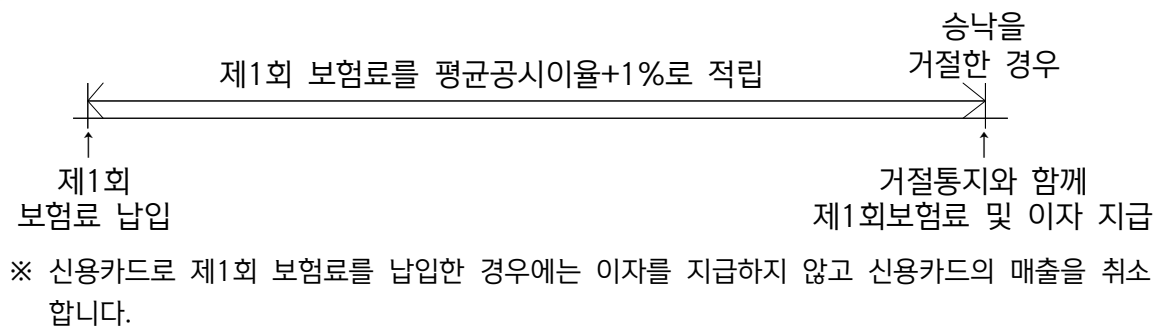 승낙을
거절한 경우
제1회 보험료를 평균공시이율+1%로 적립
↑
↑
제1회
보험료 납입
거절통지와 함께
제1회보험료 및 이자 지급
※ 신용카드로 제1회 보험료를 납입한 경우에는 이자를 지급하지 않고 신용카드의 매출을 취소
합니다.